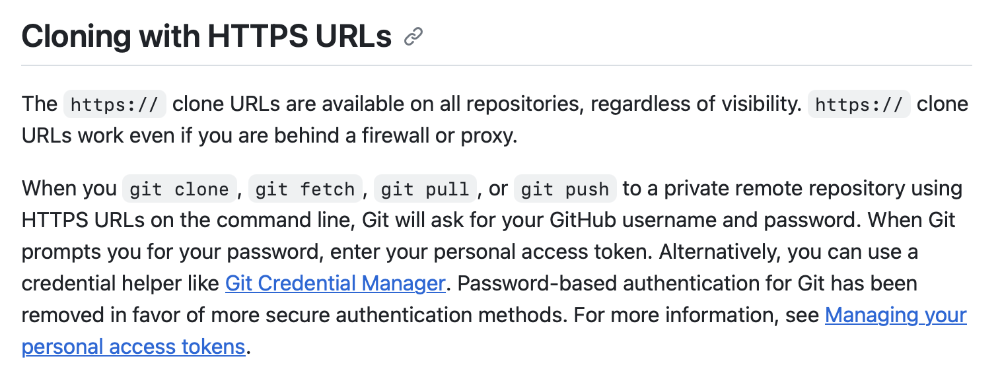 Cloning with HTTPS URLs
The https:// clone URLs are available on all repositories, regardless of visibility. https:// clone
URLs work even if you are behind a firewall or proxy.
When you git clone, git fetch, git pull, or git push to a private remote repository using
HTTPS URLs on the command line, Git will ask for your GitHub username and password. When Git
prompts you for your password, enter your personal access token. Alternatively, you can use a
credential helper like Git Credential Manager. Password-based authentication for Git has been
removed in favor of more secure authentication methods. For more information, see Managing your
personal access tokens.